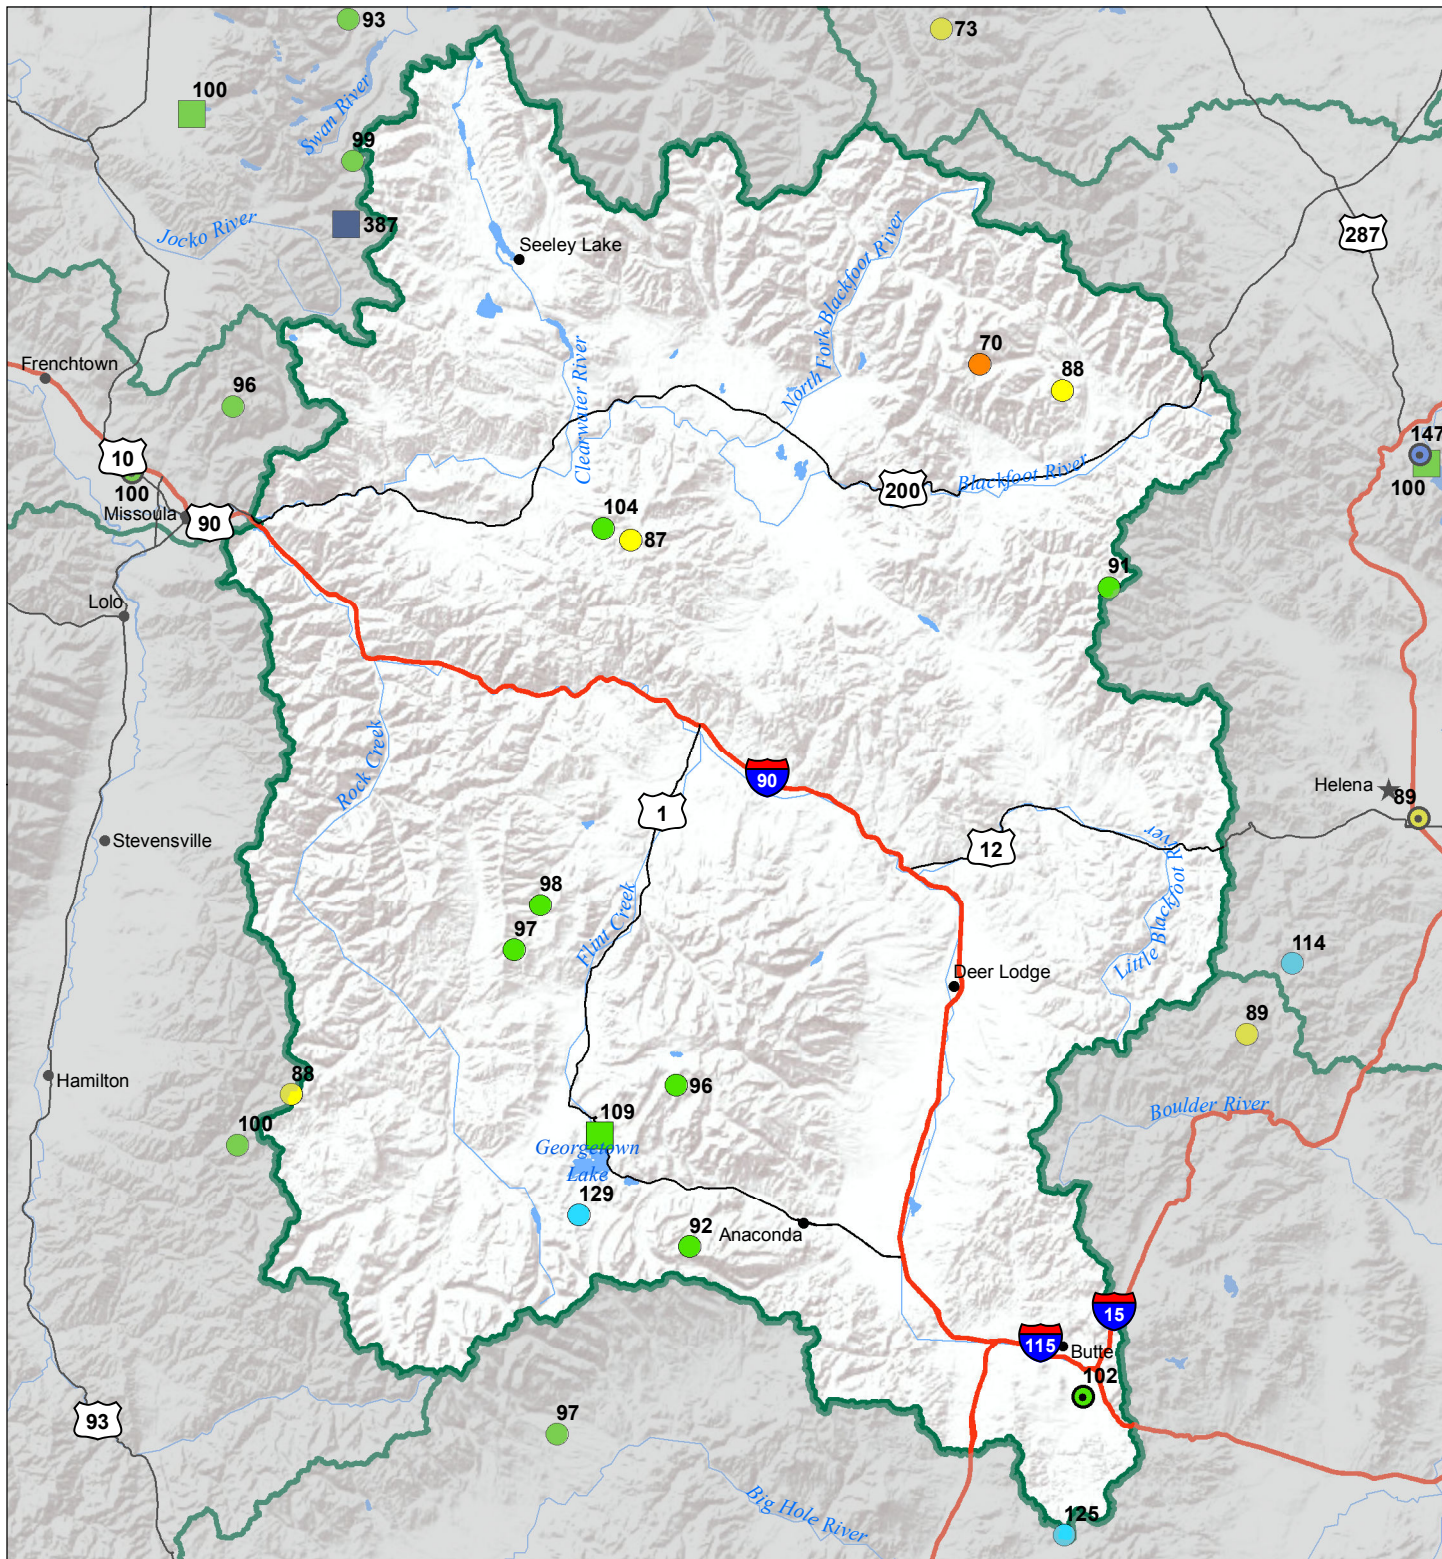 93
73
100
Swan River
99
Jocko River
387
287
Seeley Lake
North Fork Blackfoot River
Frenchtown
70
88
96
Clearwater River
10
100
147
100
Missoula
90
200
Blackfoot River
104
87
91
Lolo
Rock Creek
90
1
Helena
89
12
Stevensville
Little Blackfoot River
98
Flint Creek
97
114
Deer Lodge
89
Hamilton
88
96
Boulder River
100
109
Georgetown
Lake
129
92
Anaconda
15
115
Butte
102
93
97
Big Hole River
125